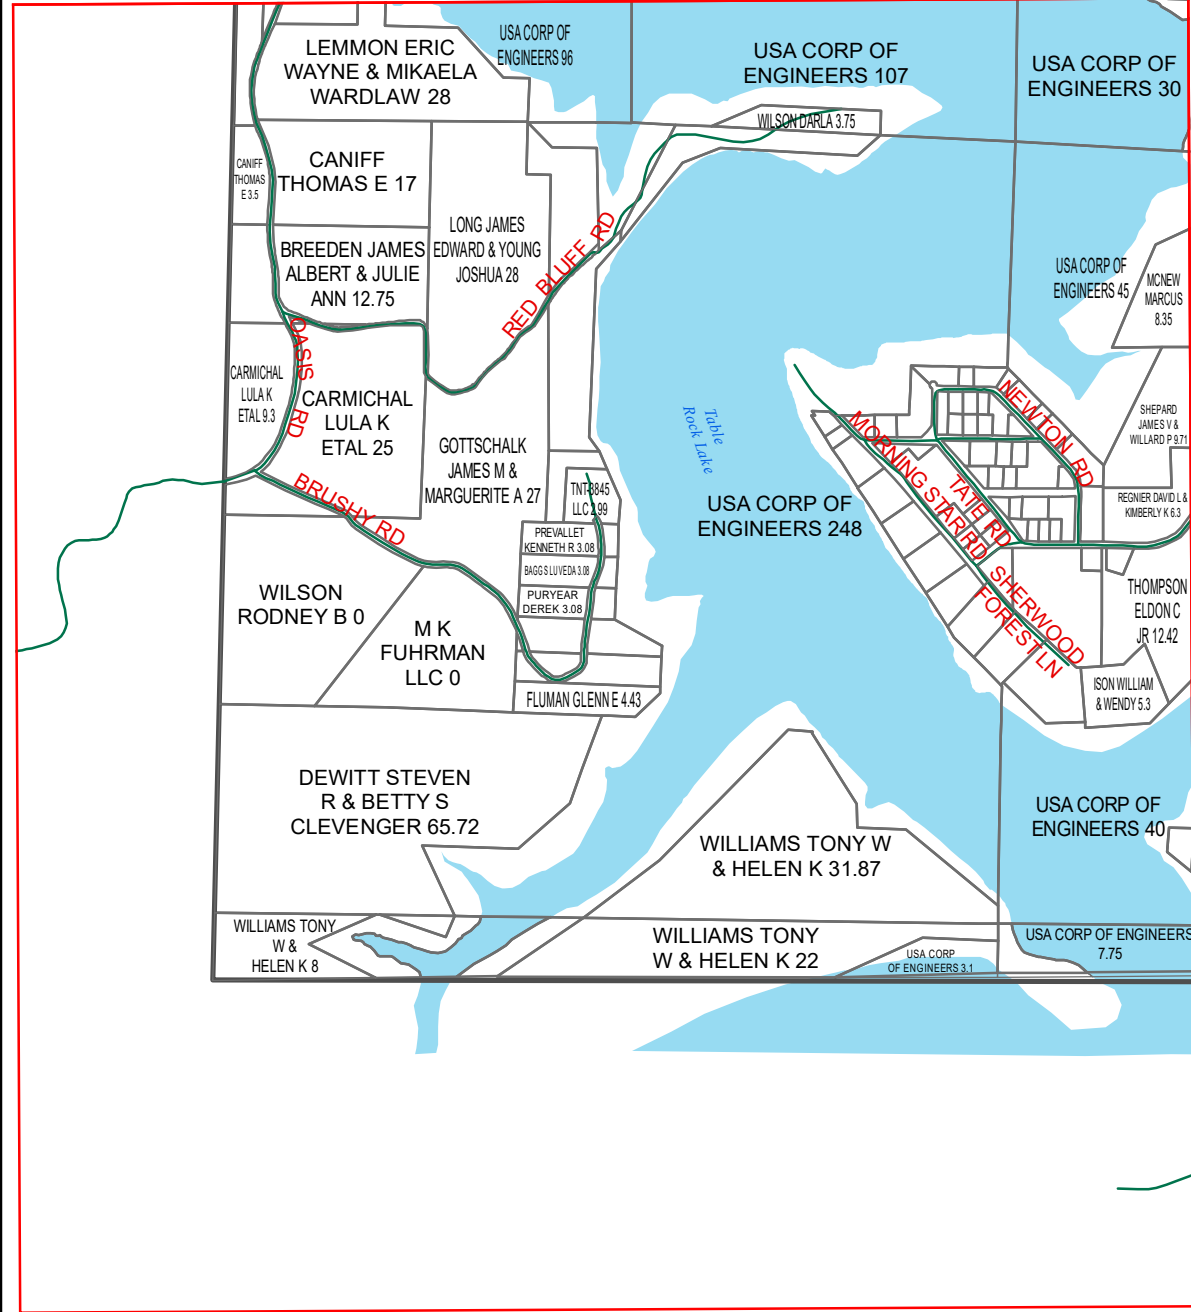 LEMMON ERIC
WAYNE & MIKAELA
WARDLAW 28
USA CORP OF
ENGINEERS 96
USA CORP OF
ENGINEERS 107
USA CORP OF
ENGINEERS 30
WILSON DARLA 3.75
CANIFF
THOMAS
E 3.5
CANIFF
THOMAS E 17
LONG JAMES
EDWARD & YOUNG
JOSHUA 28
BREEDEN JAMES
ALBERT & JULIE
ANN 12.75
RED BLUFF RD
USA CORP OF
ENGINEERS 45
MCNEW
MARCUS
8.35
OASIS RD
CARMICHAL
LULA K
ETAL 9.3
CARMICHAL
LULA K
ETAL 25
GOTTSCHALK
JAMES M &
MARGUERITE A 27
Table
Rock Lake
USA CORP OF
ENGINEERS 248
NEWTON RD
MORNING STAR RD
TATE RD
SHERWOOD
FOREST LN
SHEPARD
JAMES V &
WILLARD P 9.71
REGNIER DAVID L &
KIMBERLY K 6.3
BRUSHY RD
TNT-3845
LLC 2.99
PREVALLET
KENNETH R 3.08
BAGGS LUVEDA 3.08
PURYEAR
DEREK 3.08
WILSON
RODNEY B 0
M K
FUHRMAN
LLC 0
FLUMAN GLENN E 4.43
THOMPSON
ELDON C
JR 12.42
ISON WILLIAM
& WENDY 5.3
DEWITT STEVEN
R & BETTY S
CLEVENGER 65.72
USA CORP OF
ENGINEERS 40
WILLIAMS TONY W
& HELEN K 31.87
WILLIAMS TONY
W &
HELEN K 8
WILLIAMS TONY
W & HELEN K 22
USA CORP
OF ENGINEERS 3.1
USA CORP OF ENGINEERS
7.75